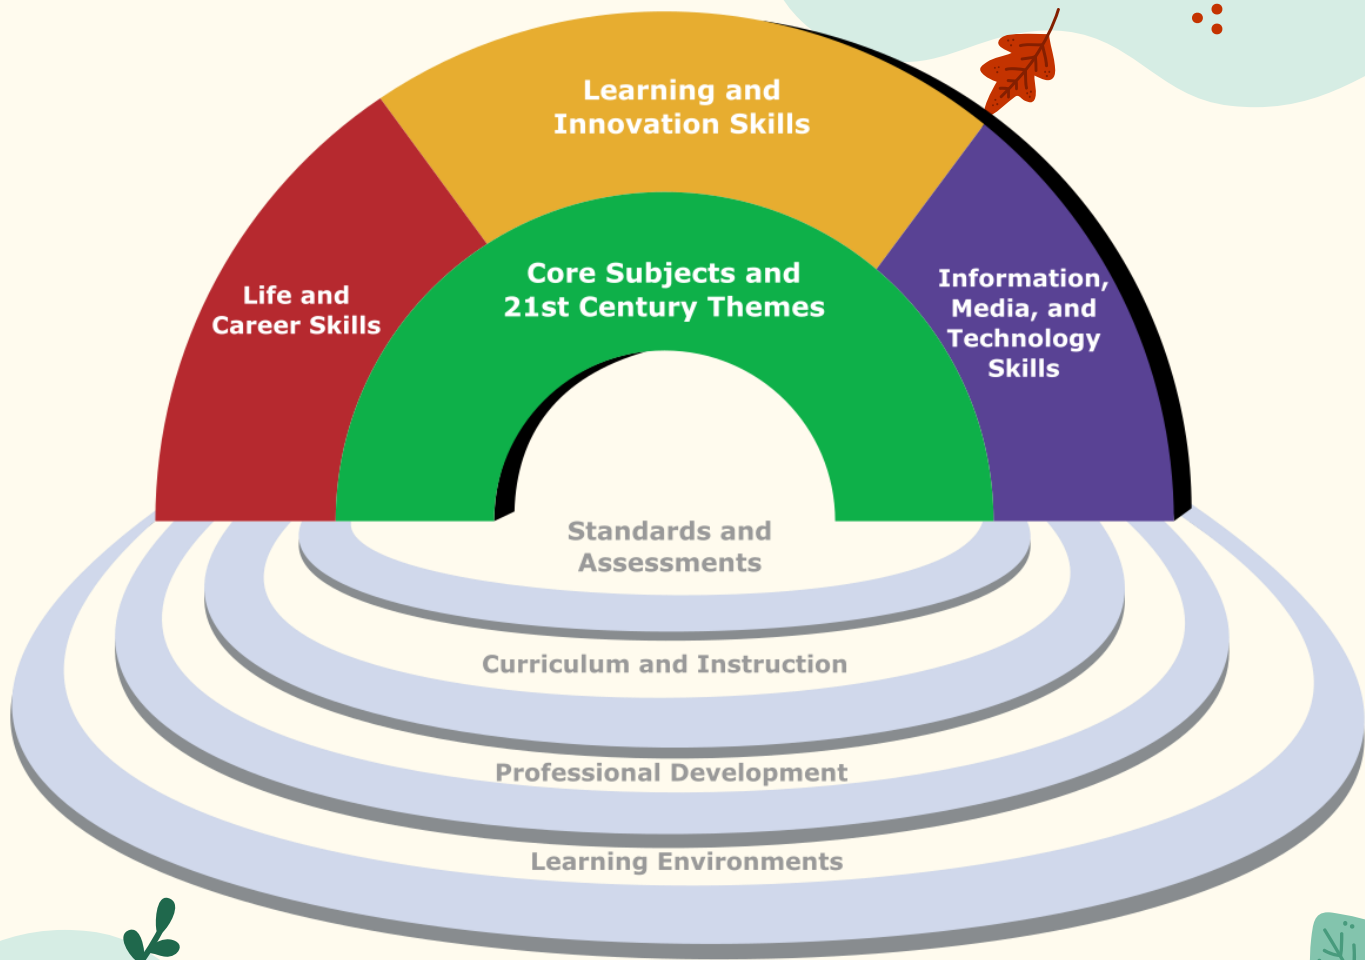 Learning and
Innovation Skills
Core Subjects and
21st Century Themes
Life and
Career Skills
Information,
Media, and
Technology
Skills
Standards and
Assessments
Curriculum and Instruction
Professional Development
Learning Environments